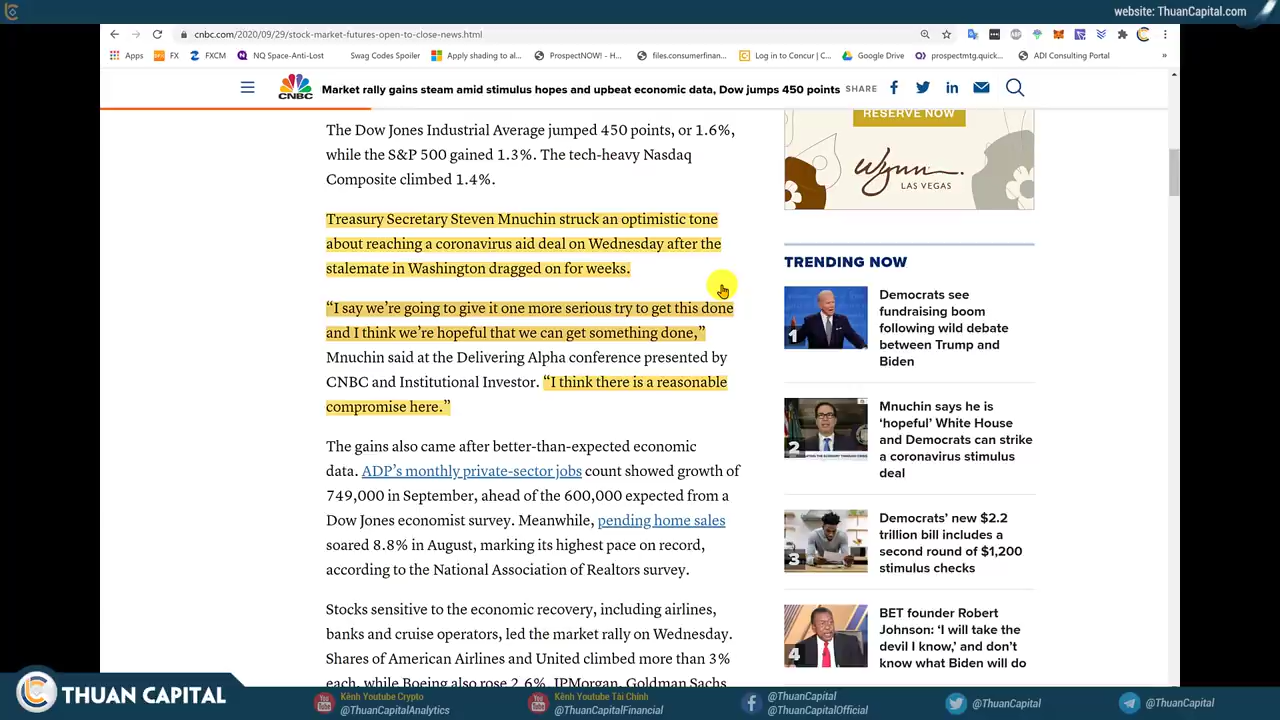 website: ThuanCapital.com
cnbc.com/2020/09/29/stock-market-futures-open-to-close-news.html
Apps FX FXCM NQ Space-Anti-Lost Swag Codes Spoiler Apply shading to al... ProspectNOW! - H... files.consumerfinan... Log in to Concur | C... Google Drive prospectmtg.quick... ADI Consulting Portal »
CNBC
Market rally gains steam amid stimulus hopes and upbeat economic data, Dow jumps 450 points SHARE
The Dow Jones Industrial Average jumped 450 points, or 1.6%,
while the S&P 500 gained 1.3%. The tech-heavy Nasdaq
Composite climbed 1.4%.
Treasury Secretary Steven Mnuchin struck an optimistic tone
about reaching a coronavirus aid deal on Wednesday after the
stalemate in Washington dragged on for weeks.
“I say we’re going to give it one more serious try to get this done
and I think we’re hopeful that we can get something done,”
Mnuchin said at the Delivering Alpha conference presented by
CNBC and Institutional Investor. “I think there is a reasonable
compromise here.”
The gains also came after better-than-expected economic
data. ADP’s monthly private-sector jobs count showed growth of
749,000 in September, ahead of the 600,000 expected from a
Dow Jones economist survey. Meanwhile, pending home sales
soared 8.8% in August, marking its highest pace on record,
according to the National Association of Realtors survey.
Stocks sensitive to the economic recovery, including airlines,
banks and cruise operators, led the market rally on Wednesday.
Shares of American Airlines and United climbed more than 3%
each, while Boeing also rose 2.6%. JPMorgan, Goldman Sachs
RESERVE NOW
Wynn
LAS VEGAS
TRENDING NOW
1
Democrats see
fundraising boom
following wild debate
between Trump and
Biden
2
Mnuchin says he is
‘hopeful’ White House
and Democrats can strike
a coronavirus stimulus
deal
3
Democrats’ new $2.2
trillion bill includes a
second round of $1,200
stimulus checks
4
BET founder Robert
Johnson: ‘I will take the
devil I know,’ and don’t
know what Biden will do
THUAN CAPITAL
Kênh Youtube Crypto
@ThuanCapitalAnalytics
Kênh Youtube Tài Chính
@ThuanCapitalFinancial
@ThuanCapital
@ThuanCapitalOfficial
@ThuanCapital
@ThuanCapital